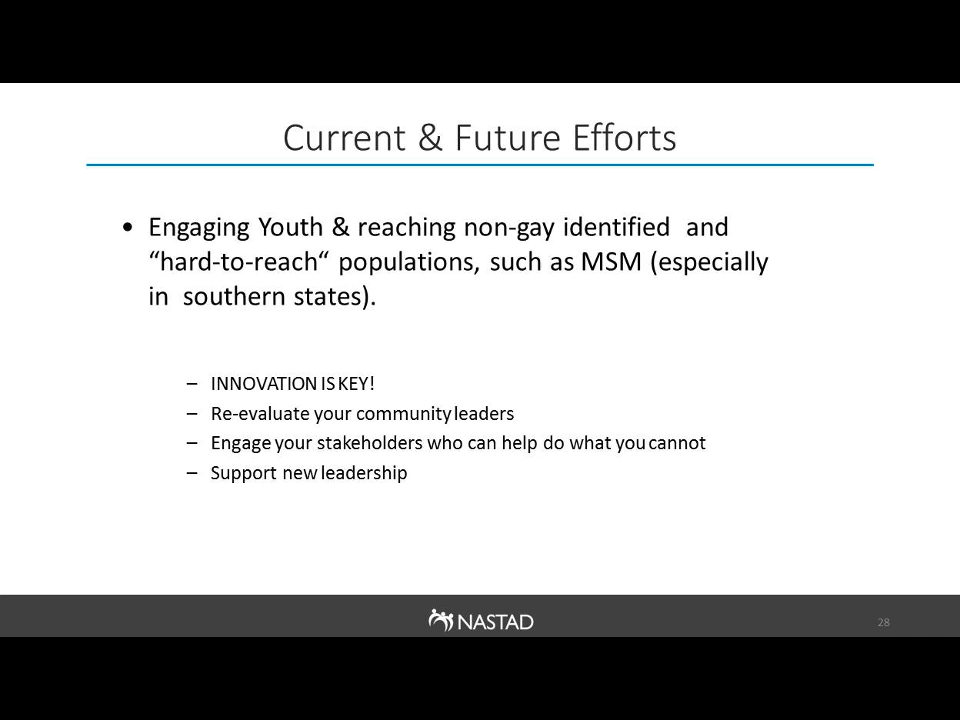 Current & Future Efforts
• Engaging Youth & reaching non-gay identified  and
“hard-to-reach“ populations, such as MSM (especially
in  southern states).
– INNOVATION IS KEY!
– Re-evaluate your community leaders
– Engage your stakeholders who can help do what you cannot
– Support new leadership
NASTAD
28